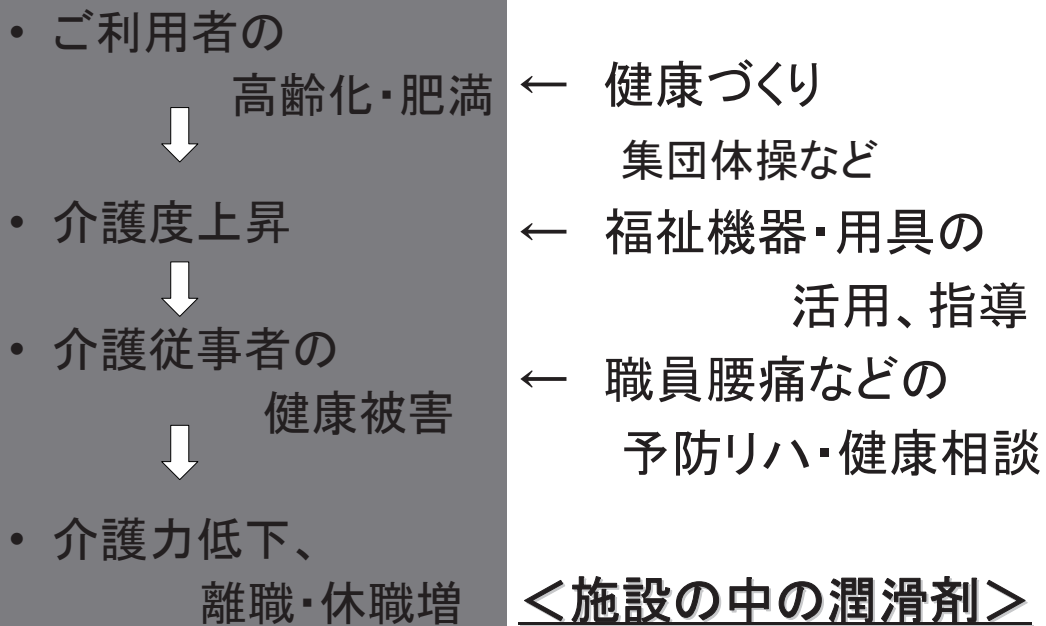 • ご利用者の
高齢化・肥満
• 介護度上昇
• 介護従事者の
健康被害
• 介護力低下、
離職・休職増
← 健康づくり
集団体操など
← 福祉機器・用具の
活用、指導
← 職員腰痛などの
予防リハ・健康相談
＜施設の中の潤滑剤＞